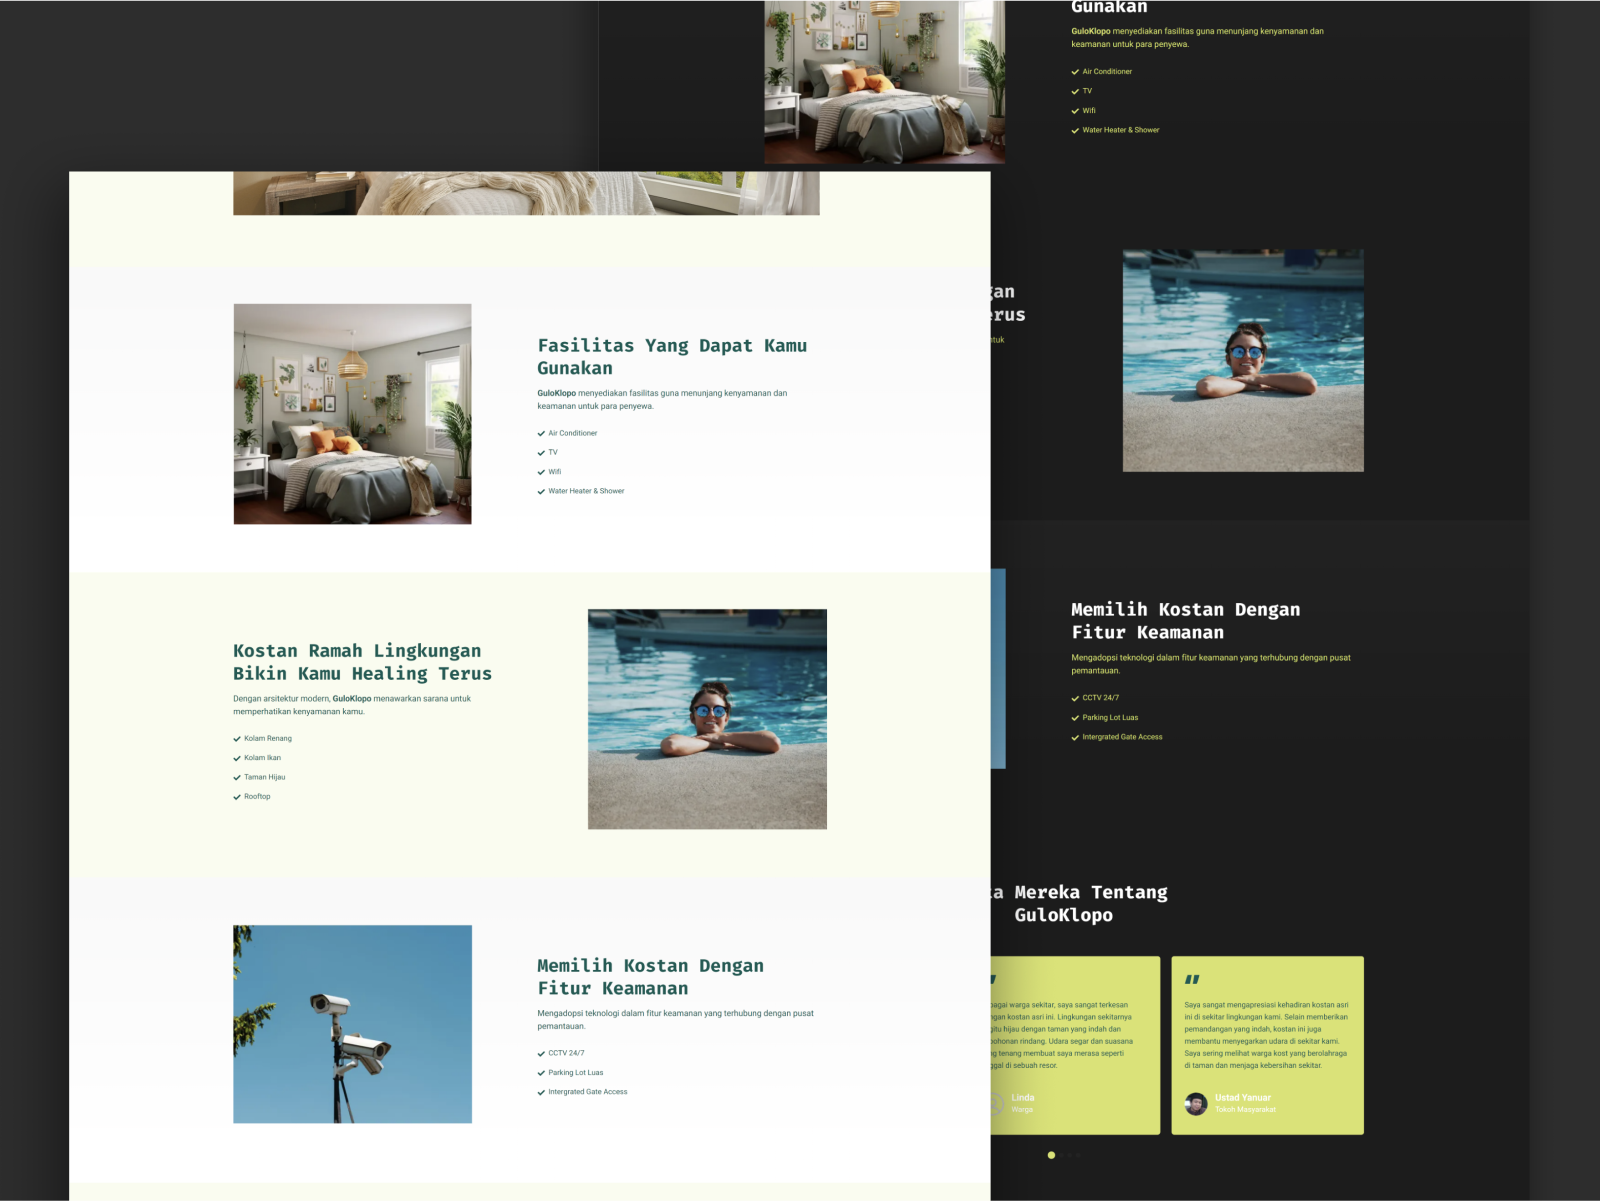 Gunakan
GuloKlopo menyediakan fasilitas guna menunjang kenyamanan dan
keamanan untuk para penyewa.
Air Conditioner
TV
Wifi
Water Heater & Shower
Fasilitas Yang Dapat Kamu
Gunakan
GuloKlopo menyediakan fasilitas guna menunjang kenyamanan dan
keamanan untuk para penyewa.
Air Conditioner
TV
Wifi
Water Heater & Shower
Kostan Ramah Lingkungan
Bikin Kamu Healing Terus
Dengan arsitektur modern, GuloKlopo menawarkan sarana untuk
memperhatikan kenyamanan kamu.
Kolam Renang
Kolam Ikan
Taman Hijau
Rooftop
Memilih Kostan Dengan
Fitur Keamanan
Mengadopsi teknologi dalam fitur keamanan yang terhubung dengan pusat
pemantauan.
CCTV 24/7
Parking Lot Luas
Intergrated Gate Access
gan
erus
ntuk
Memilih Kostan Dengan
Fitur Keamanan
Mengadopsi teknologi dalam fitur keamanan yang terhubung dengan pusat
pemantauan.
CCTV 24/7
Parking Lot Luas
Intergrated Gate Access
ta Mereka Tentang
GuloKlopo
bagai warga sekitar, saya sangat terkesan
ngan kostan asri ini. Lingkungan sekitarnya
gitu hijau dengan taman yang indah dan
pohonan rindang. Udara segar dan suasana
ng tenang membuat saya merasa seperti
ggal di sebuah resor.
Linda
Warga
Saya sangat mengapresiasi kehadiran kostan asri
ini di sekitar lingkungan kami. Selain memberikan
pemandangan yang indah, kostan ini juga
membantu menyegarkan udara di sekitar kami.
Saya sering melihat warga kost yang berolahraga
di taman dan menjaga kebersihan sekitar.
Ustad Yanuar
Tokoh Masyarakat